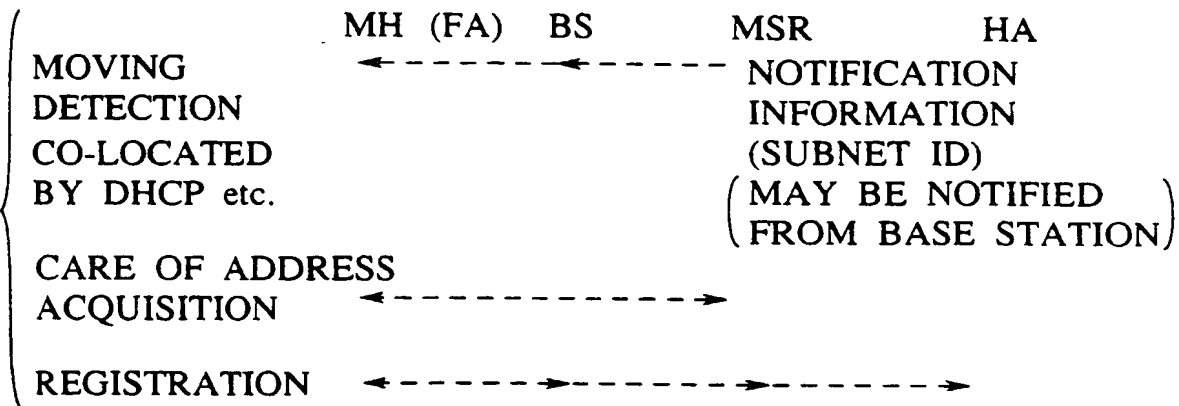 MH (FA) BS MSR HA
MOVING NOTIFICATION
DETECTION INFORMATION
CO-LOCATED (SUBNET ID)
BY DHCP etc. (MAY BE NOTIFIED
FROM BASE STATION)
CARE OF ADDRESS
ACQUISITION
REGISTRATION